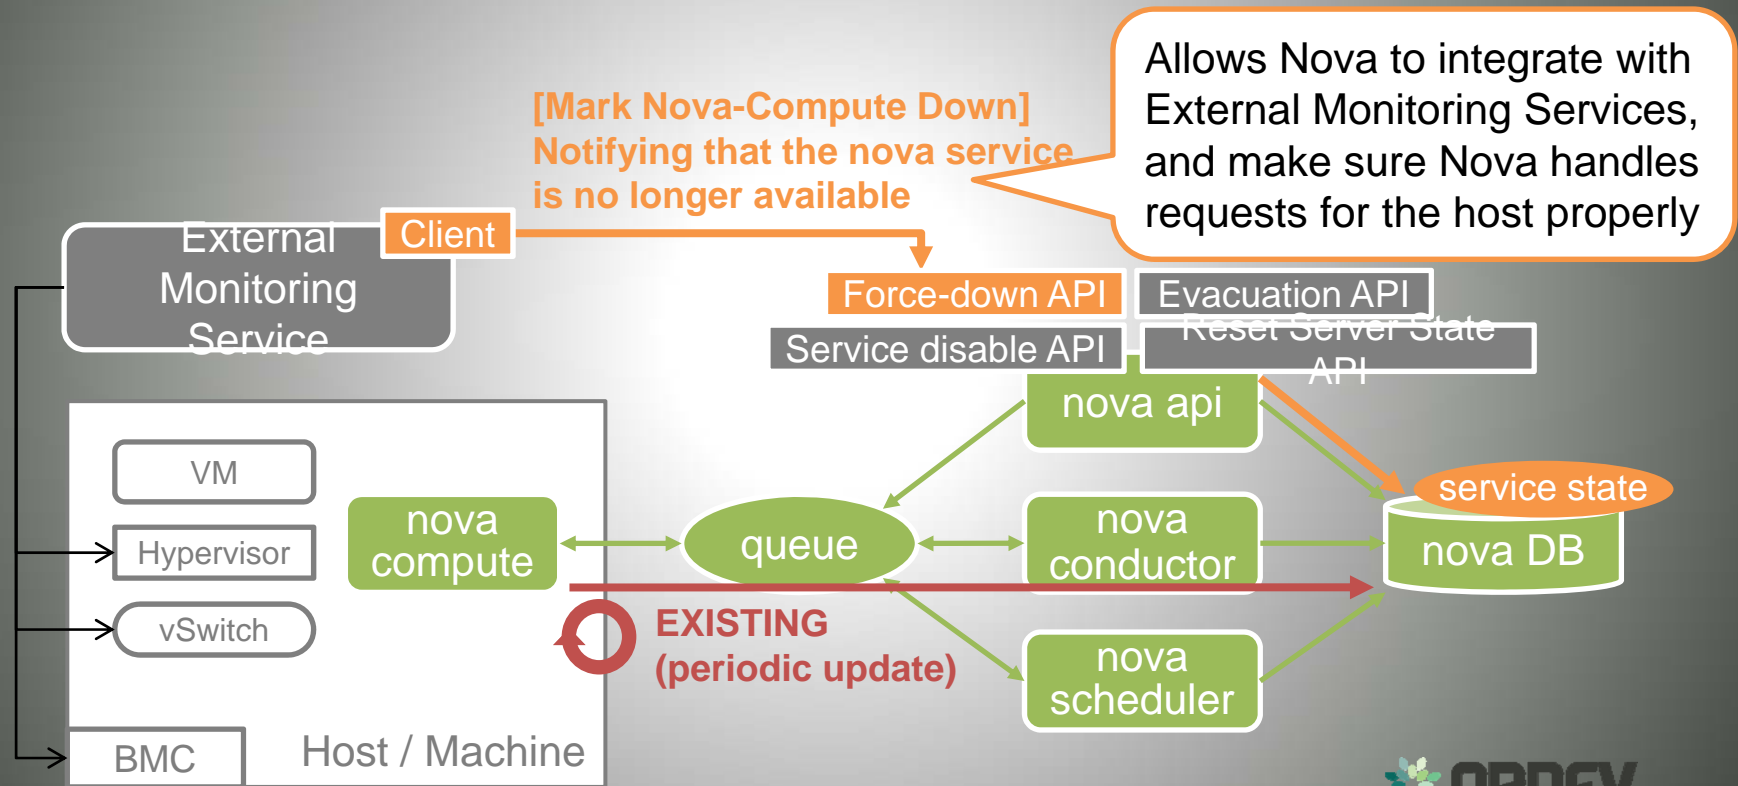 Allows Nova to integrate with
External Monitoring Services,
and make sure Nova handles
requests for the host properly
[Mark Nova-Compute Down]
Notifying that the nova service
is no longer available
External
Monitoring
Service
Client
Force-down API
Evacuation API
Service disable API
Reset Server State
API
nova api
service state
VM
Hypervisor
vSwitch
nova
compute
queue
nova
conductor
nova DB
EXISTING
(periodic update)
nova
scheduler
BMC
Host / Machine